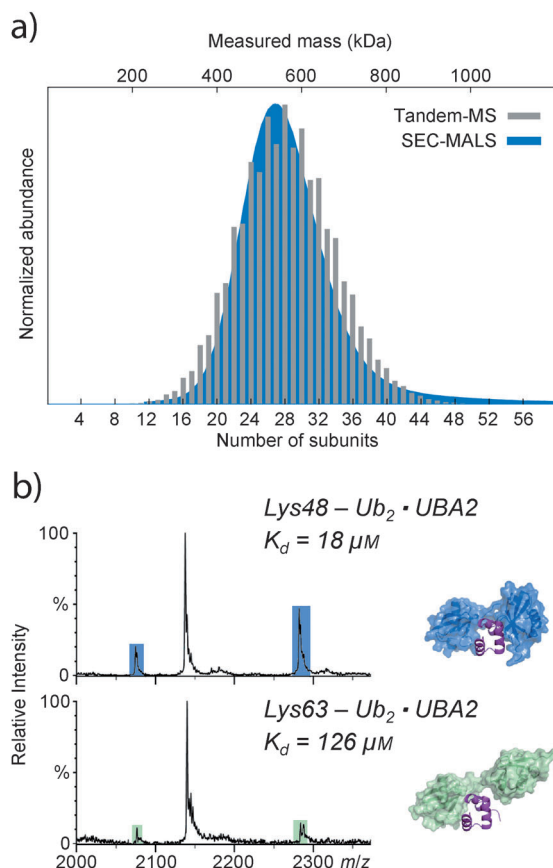 a)
Measured mass (kDa)
200 400 600 800 1000
Tandem-MS
SEC-MALS
Normalized abundance
4 8 12 16 20 24 28 32 36 40 44 48 52 56
Number of subunits
b)
Lys48 – Ub₂ • UBA2
K_d = 18 μM
100
%
0
Relative Intensity
Lys63 – Ub₂ • UBA2
K_d = 126 μM
100
%
0
2000 2100 2200 m/z 2300